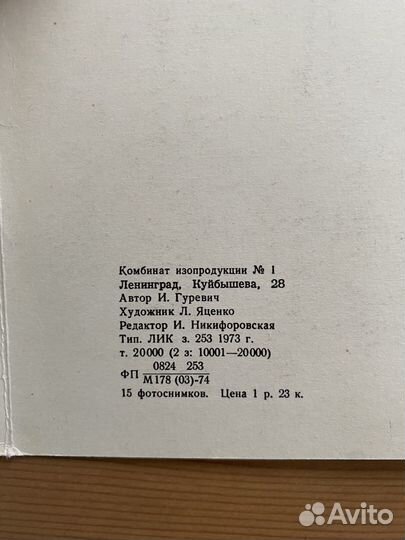 Комбинат изопродукции № 1
Ленинград, Куйбышева, 28
Автор И. Гуревич
Художник Л. Яценко
Редактор И. Никифоровская
Тип. ЛИК з. 253 1973 г.
т. 20000 (2 з: 10001—20000)
0824 253
ФП
М 178 (03)-74
15 фотоснимков. Цена 1 р. 23 к.
Avito